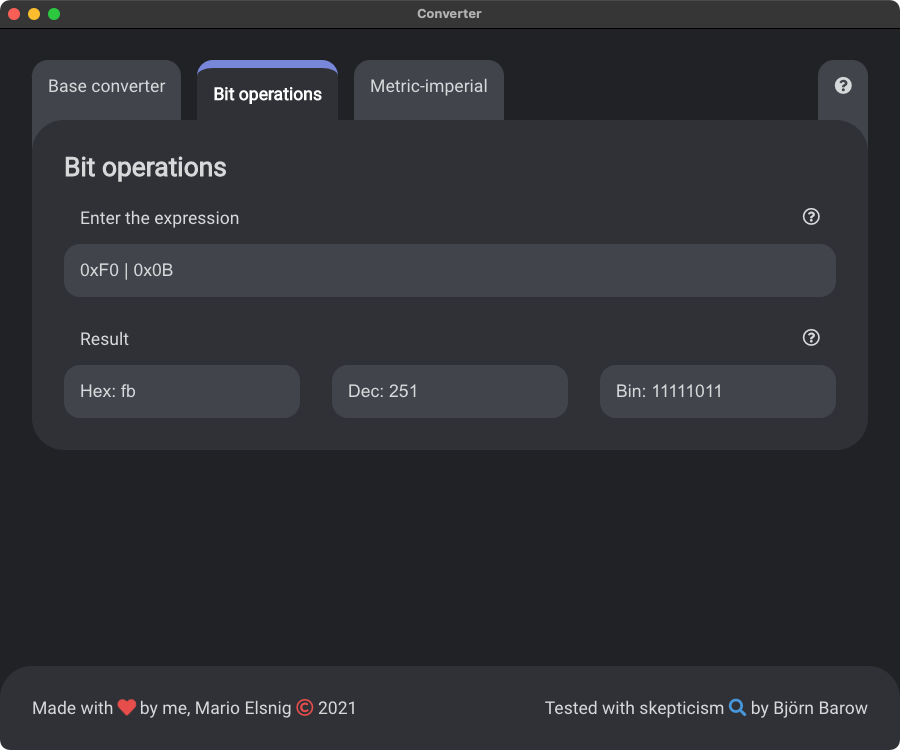 Converter
Base converter
Bit operations
Metric-imperial
Bit operations
Enter the expression
0xF0 | 0x0B
Result
Hex: fb
Dec: 251
Bin: 11111011
Made with ❤ by me, Mario Elsnig © 2021
Tested with skepticism 🔍 by Björn Barow